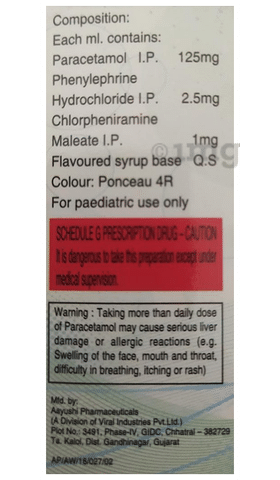 Composition:
Each ml. contains:
Paracetamol I.P. 125mg
Phenylephrine
Hydrochloride I.P. 2.5mg
Chlorpheniramine
Maleate I.P. 1mg
Flavoured syrup base Q.S
Colour: Ponceau 4R
For paediatric use only
SCHEDULE G PRESCRIPTION DRUG - CAUTION
It is dangerous to take this preparation except under
medical supervision.
Warning : Taking more than daily dose
of Paracetamol may cause serious liver
damage or allergic reactions (e.g.
Swelling of the face, mouth and throat,
difficulty in breathing, itching or rash)
Mfd. by:
Aayushi Pharmaceuticals
(A Division of Viral Industries Pvt.Ltd.)
Plot No.: 3491, Phase-IV, GIDC, Chhatral – 382729
Ta. Kalol, Dist. Gandhinagar, Gujarat
AP/AW/18/027/02
1mg